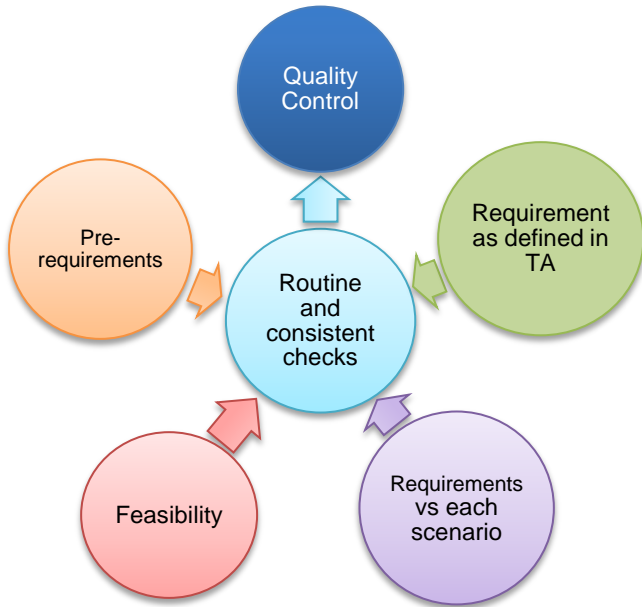 Quality
Control
Pre-
requirements
Requirement
as defined in
TA
Routine
and
consistent
checks
Feasibility
Requirements
vs each
scenario